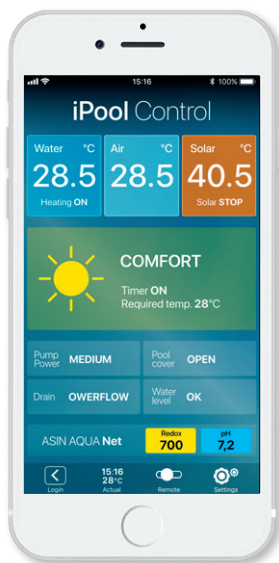 15:16 100%
iPool Control
Water °C Air °C Solar °C
28.5 28.5 40.5
Heating ON Solar STOP
COMFORT
Timer ON
Required temp. 28°C
Pump Power MEDIUM Pool cover OPEN
Drain OWERFLOW Water level OK
ASIN AQUA Net Redox 700 pH 7,2
Login 15:16 28°C Actual Remote Settings